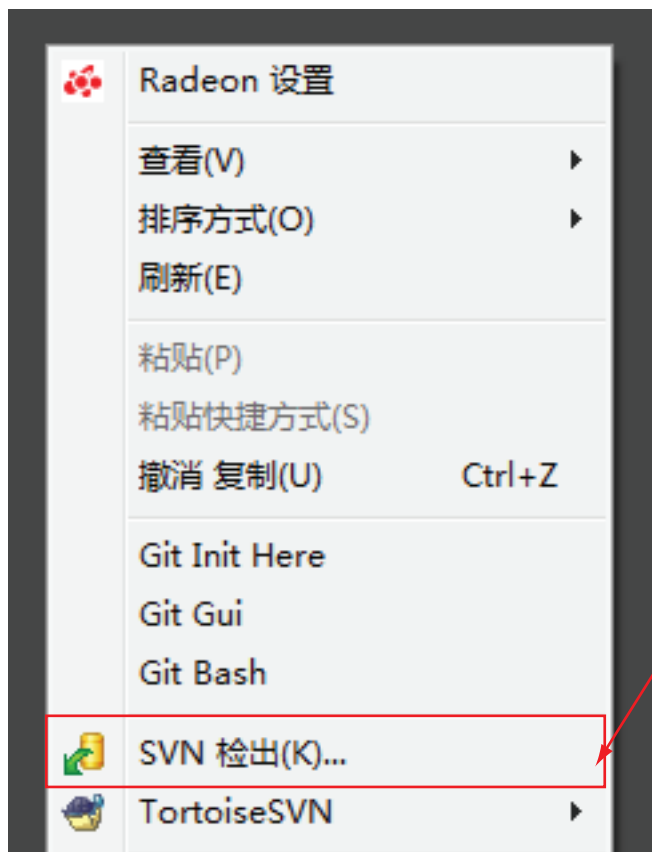 Radeon 设置
查看(V)
排序方式(O)
刷新(E)
粘贴(P)
粘贴快捷方式(S)
撤消 复制(U) Ctrl+Z
Git Init Here
Git Gui
Git Bash
SVN 检出(K)...
TortoiseSVN